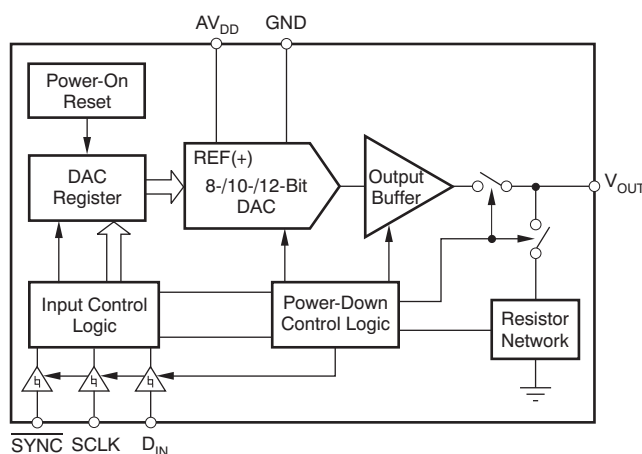 AVDD GND
Power-On
Reset
DAC
Register
REF(+)
8-/10-/12-Bit
DAC
Output
Buffer
VOUT
Input Control
Logic
Power-Down
Control Logic
Resistor
Network
SYNC SCLK DIN